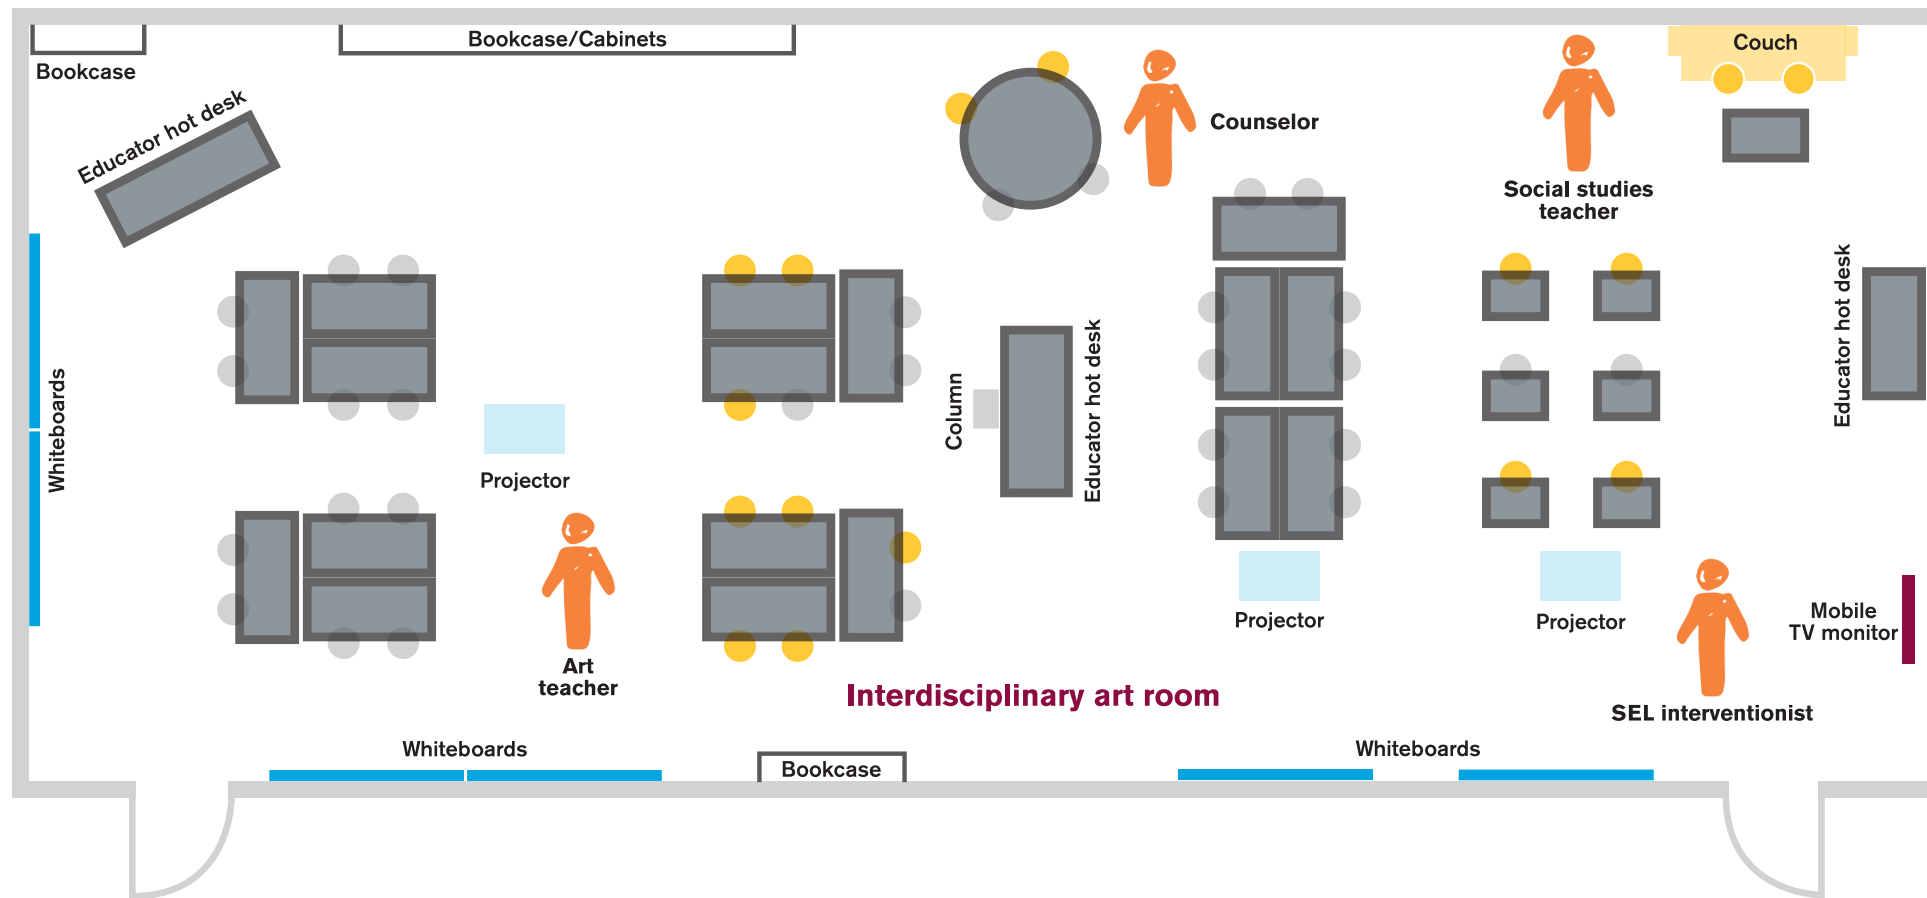 Bookcase/Cabinets
Couch
Bookcase
Educator hot desk
Counselor
Social studies
teacher
Whiteboards
Column
Educator hot desk
Educator hot desk
Projector
Projector
Projector
Mobile
TV monitor
Art
teacher
Interdisciplinary art room
SEL interventionist
Whiteboards
Bookcase
Whiteboards